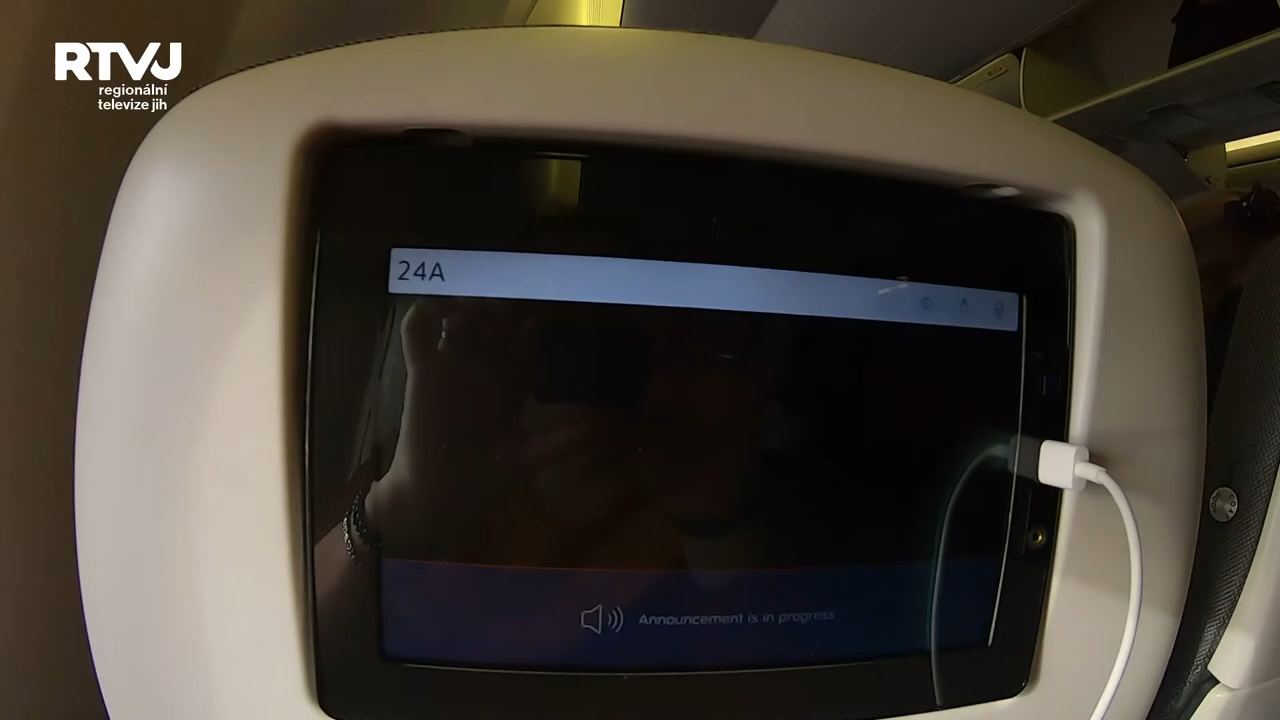 RTVJ
regionální
televize jih
24A
Announcement is in progress